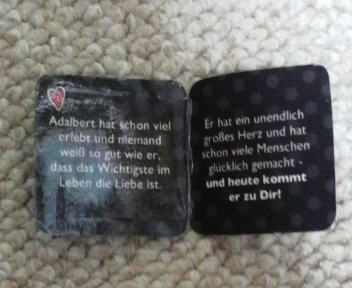 Adalbert hat schon viel
erlebt und niemand
weiß so gut wie er,
dass das Wichtigste im
Leben die Liebe ist.
Er hat ein unendlich
großes Herz und hat
schon viele Menschen
glücklich gemacht -
und heute kommt
er zu Dir!